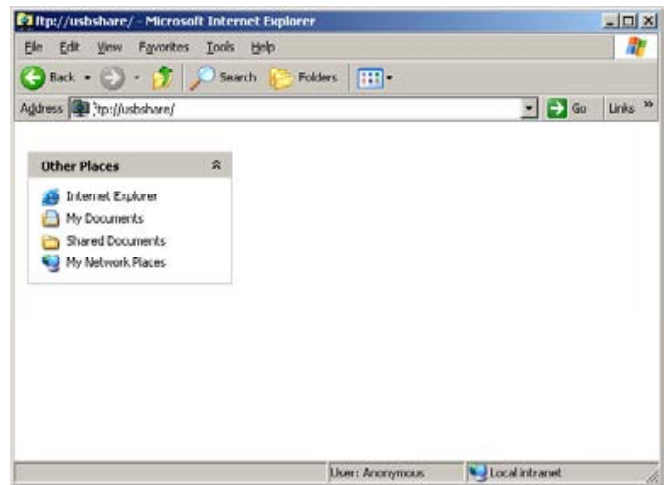 ftp://usbshare/ - Microsoft Internet Explorer
File Edit View Favorites Tools Help
Back Search Folders
Address ftp://usbshare/ Go Links »
Other Places
Internet Explorer
My Documents
Shared Documents
My Network Places
User: Anonymous Local intranet